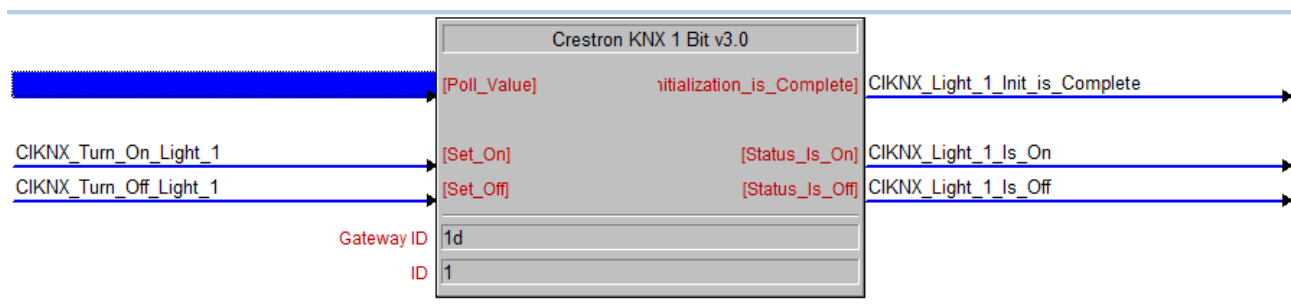 Crestron KNX 1 Bit v3.0
[Poll_Value] nitialization_is_Complete] CIKNX_Light_1_Init_is_Complete
CIKNX_Turn_On_Light_1 [Set_On] [Status_Is_On] CIKNX_Light_1_Is_On
CIKNX_Turn_Off_Light_1 [Set_Off] [Status_Is_Off] CIKNX_Light_1_Is_Off
Gateway ID 1d
ID 1